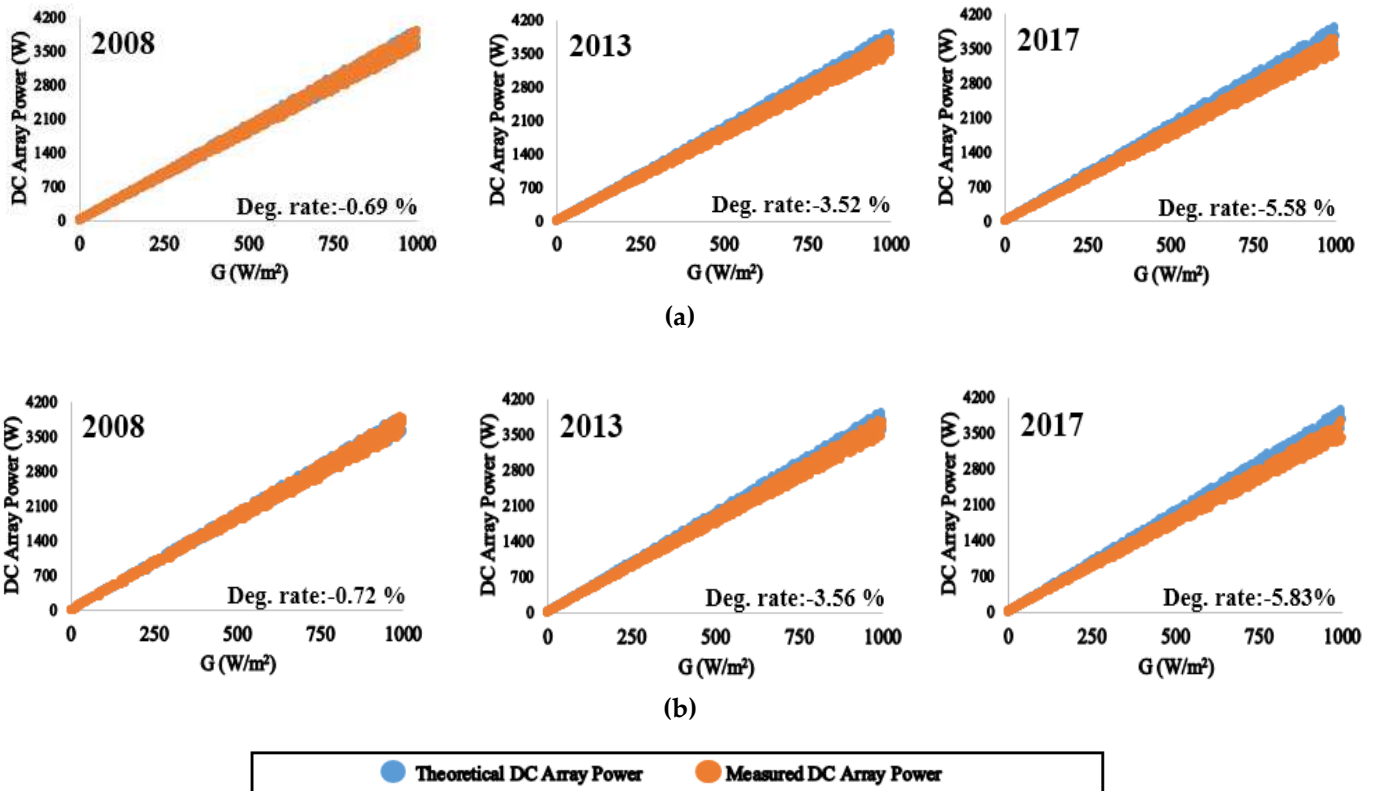 2008
DC Array Power (W)
4200
3500
2800
2100
1400
700
0
Deg. rate:-0.69 %
0 250 500 750 1000
G (W/m²)
2013
DC Array Power (W)
4200
3500
2800
2100
1400
700
0
Deg. rate:-3.52 %
0 250 500 750 1000
G (W/m²)
2017
DC Array Power (W)
4200
3500
2800
2100
1400
700
0
Deg. rate:-5.58 %
0 250 500 750 1000
G (W/m²)
(a)
2008
DC Array Power (W)
4200
3500
2800
2100
1400
700
0
Deg. rate:-0.72 %
0 250 500 750 1000
G (W/m²)
2013
DC Array Power (W)
4200
3500
2800
2100
1400
700
0
Deg. rate:-3.56 %
0 250 500 750 1000
G (W/m²)
2017
DC Array Power (W)
4200
3500
2800
2100
1400
700
0
Deg. rate:-5.83%
0 250 500 750 1000
G (W/m²)
(b)
Theoretical DC Array Power Measured DC Array Power